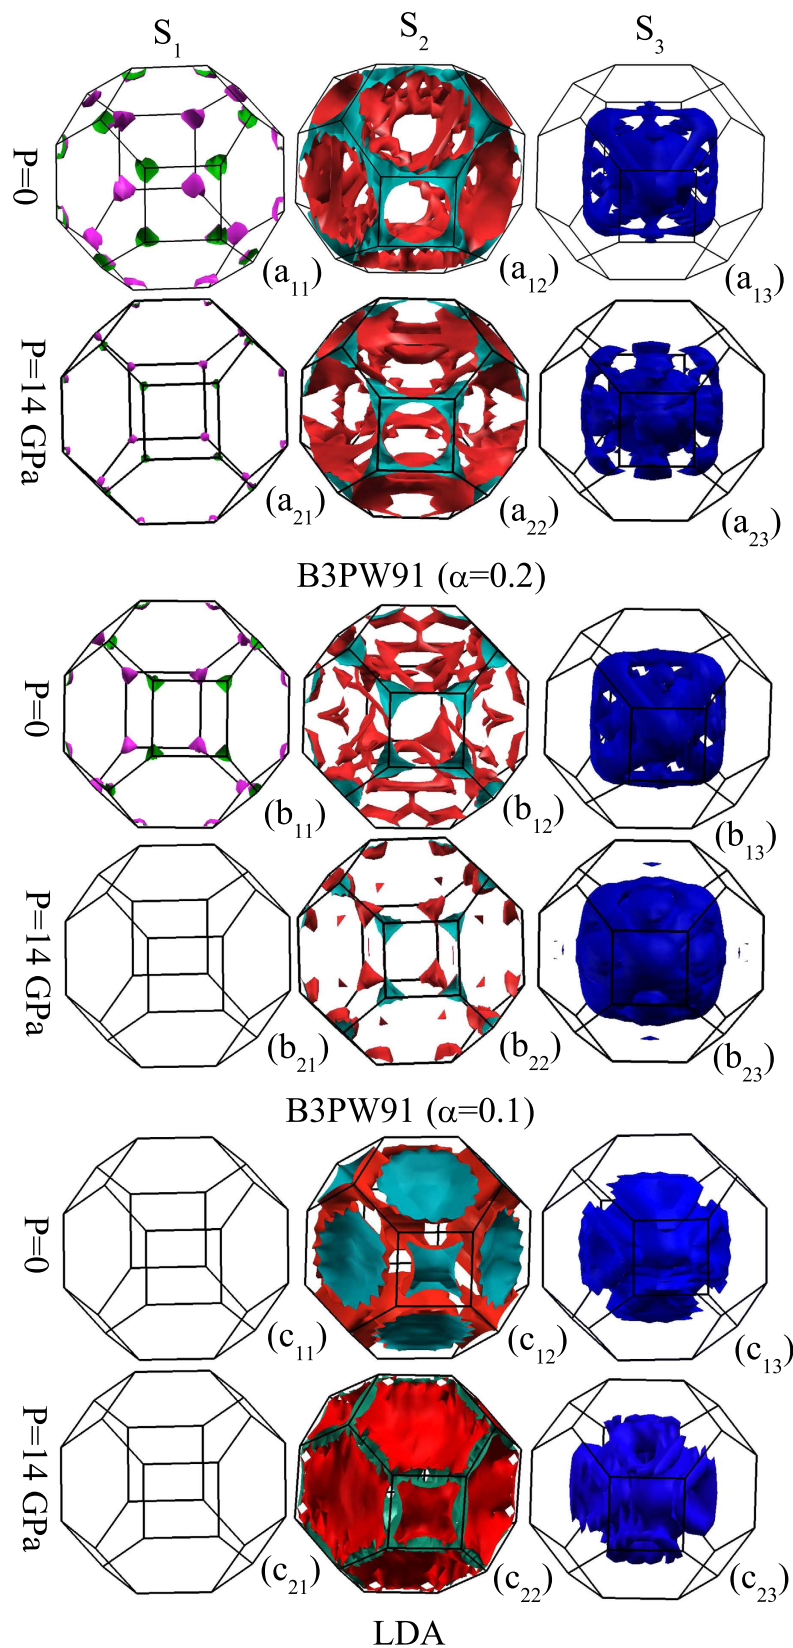 S₁ S₂ S₃
P=0
(a₁₁) (a₁₂) (a₁₃)
P=14 GPa
(a₂₁) (a₂₂) (a₂₃)
B3PW91 (α=0.2)
P=0
(b₁₁) (b₁₂) (b₁₃)
P=14 GPa
(b₂₁) (b₂₂) (b₂₃)
B3PW91 (α=0.1)
P=0
(c₁₁) (c₁₂) (c₁₃)
P=14 GPa
(c₂₁) (c₂₂) (c₂₃)
LDA